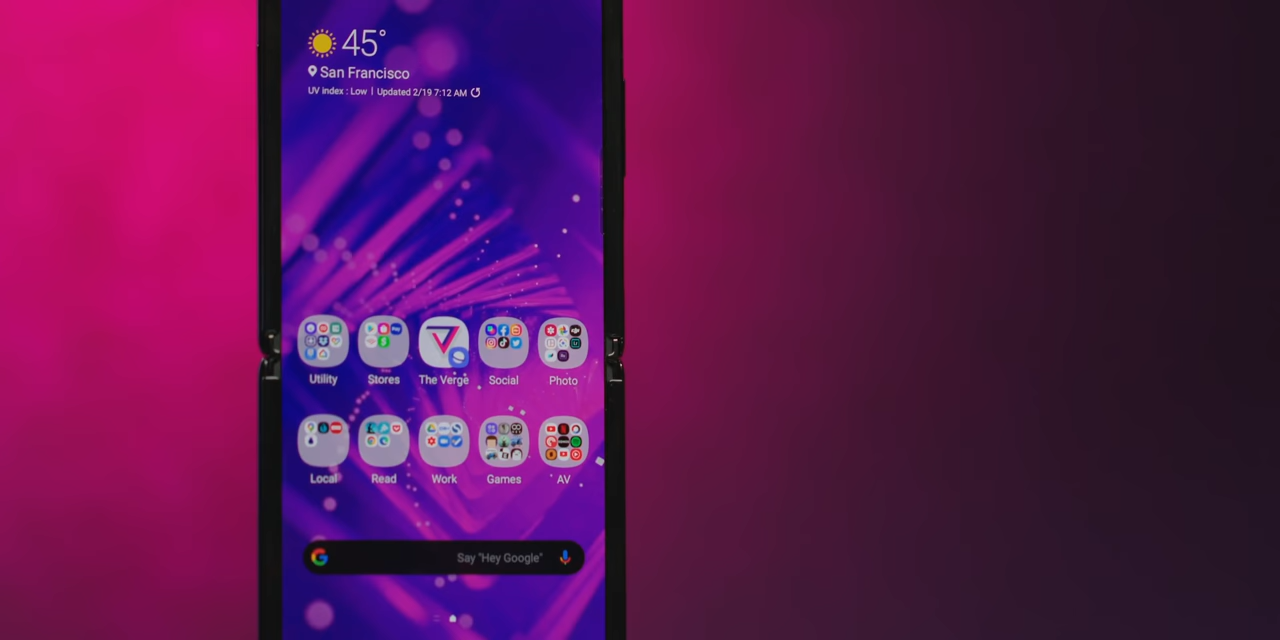 45°
San Francisco
UV index : Low | Updated 2/19 7:12 AM
Utility Stores The Verge Social Photo
Local Read Work Games AV
Say "Hey Google"